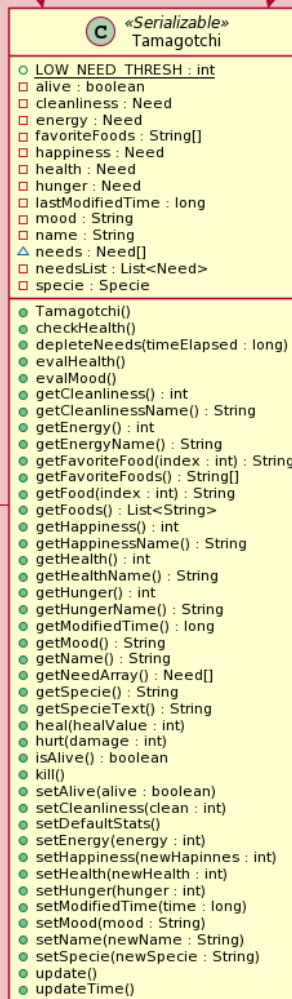 C «Serializable»
Tamagotchi
LOW_NEED_THRESH : int
alive : boolean
cleanliness : Need
energy : Need
favoriteFoods : String[]
happiness : Need
health : Need
hunger : Need
lastModifiedTime : long
mood : String
name : String
needs : Need[]
needsList : List<Need>
specie : Specie
Tamagotchi()
checkHealth()
depleteNeeds(timeElapsed : long)
evalHealth()
evalMood()
getCleanliness() : int
getCleanlinessName() : String
getEnergy() : int
getEnergyName() : String
getFavoriteFood(index : int) : String
getFavoriteFoods() : String[]
getFood(index : int) : String
getFoods() : List<String>
getHappiness() : int
getHappinessName() : String
getHealth() : int
getHealthName() : String
getHunger() : int
getHungerName() : String
getModifiedTime() : long
getMood() : String
getName() : String
getNeedArray() : Need[]
getSpecie() : String
getSpecieText() : String
heal(healValue : int)
hurt(damage : int)
isAlive() : boolean
kill()
setAlive(alive : boolean)
setCleanliness(clean : int)
setDefaultStats()
setEnergy(energy : int)
setHappiness(newHapinnes : int)
setHealth(newHealth : int)
setHunger(hunger : int)
setModifiedTime(time : long)
setMood(mood : String)
setName(newName : String)
setSpecie(newSpecie : String)
update()
updateTime()